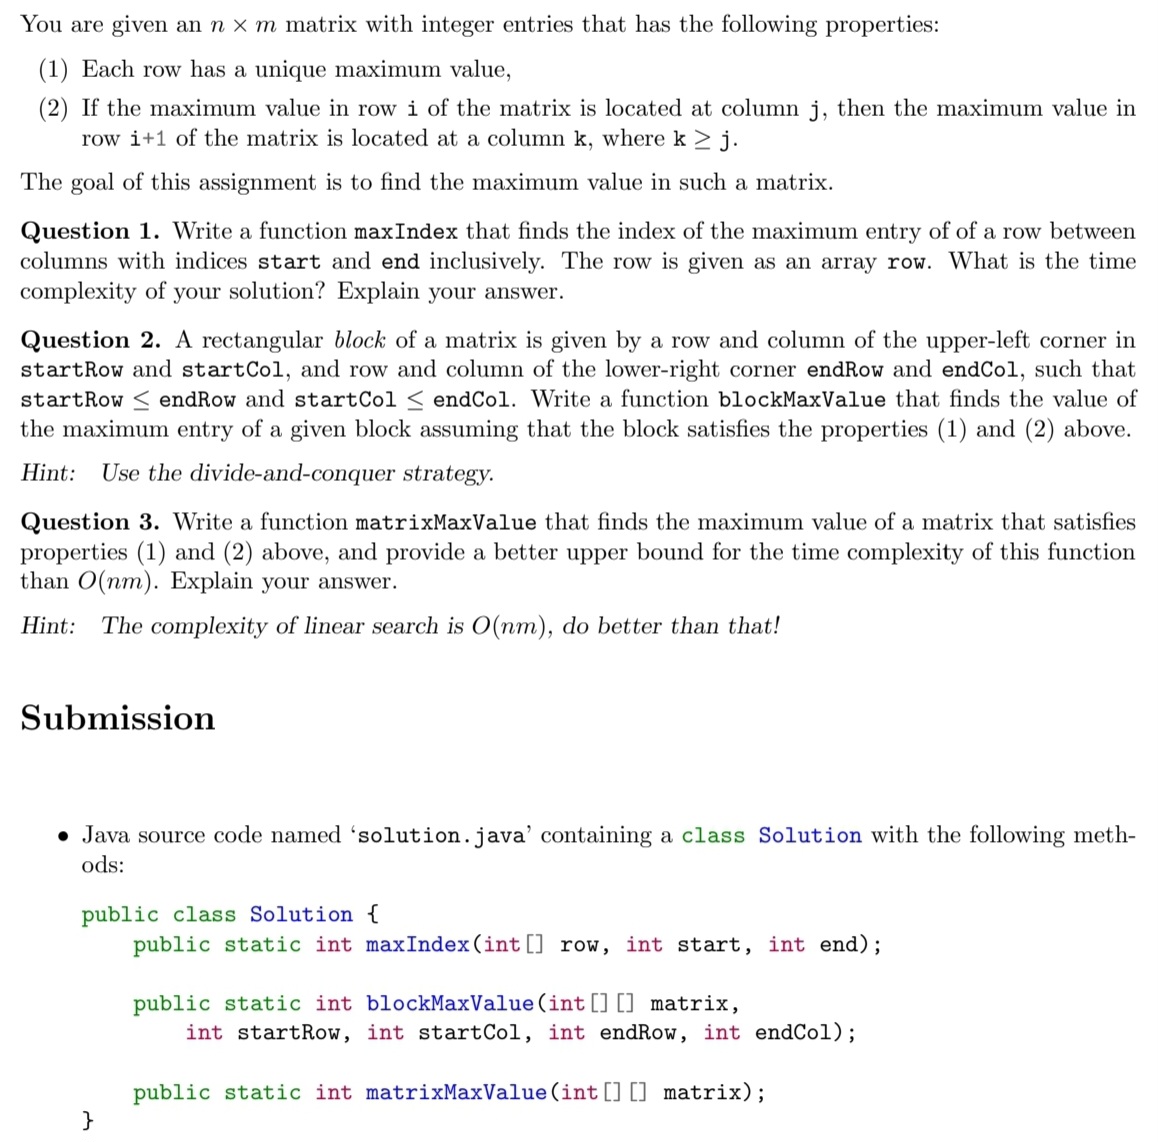 You are given an n × m matrix with integer entries that has the following properties:
(1) Each row has a unique maximum value,
(2) If the maximum value in row i of the matrix is located at column j, then the maximum value in
row i+1 of the matrix is located at a column k, where k ≥ j.
The goal of this assignment is to find the maximum value in such a matrix.
Question 1. Write a function maxIndex that finds the index of the maximum entry of of a row between
columns with indices start and end inclusively. The row is given as an array row. What is the time
complexity of your solution? Explain your answer.
Question 2. A rectangular block of a matrix is given by a row and column of the upper-left corner in
startRow and startCol, and row and column of the lower-right corner endRow and endCol, such that
startRow ≤ endRow and startCol ≤ endCol. Write a function blockMaxValue that finds the value of
the maximum entry of a given block assuming that the block satisfies the properties (1) and (2) above.
Hint: Use the divide-and-conquer strategy.
Question 3. Write a function matrixMaxValue that finds the maximum value of a matrix that satisfies
properties (1) and (2) above, and provide a better upper bound for the time complexity of this function
than O(nm). Explain your answer.
Hint: The complexity of linear search is O(nm), do better than that!
Submission
• Java source code named ‘solution.java’ containing a class Solution with the following meth-
ods:
public class Solution {
public static int maxIndex(int[] row, int start, int end);
public static int blockMaxValue(int[][] matrix,
int startRow, int startCol, int endRow, int endCol);
public static int matrixMaxValue(int[][] matrix);
}